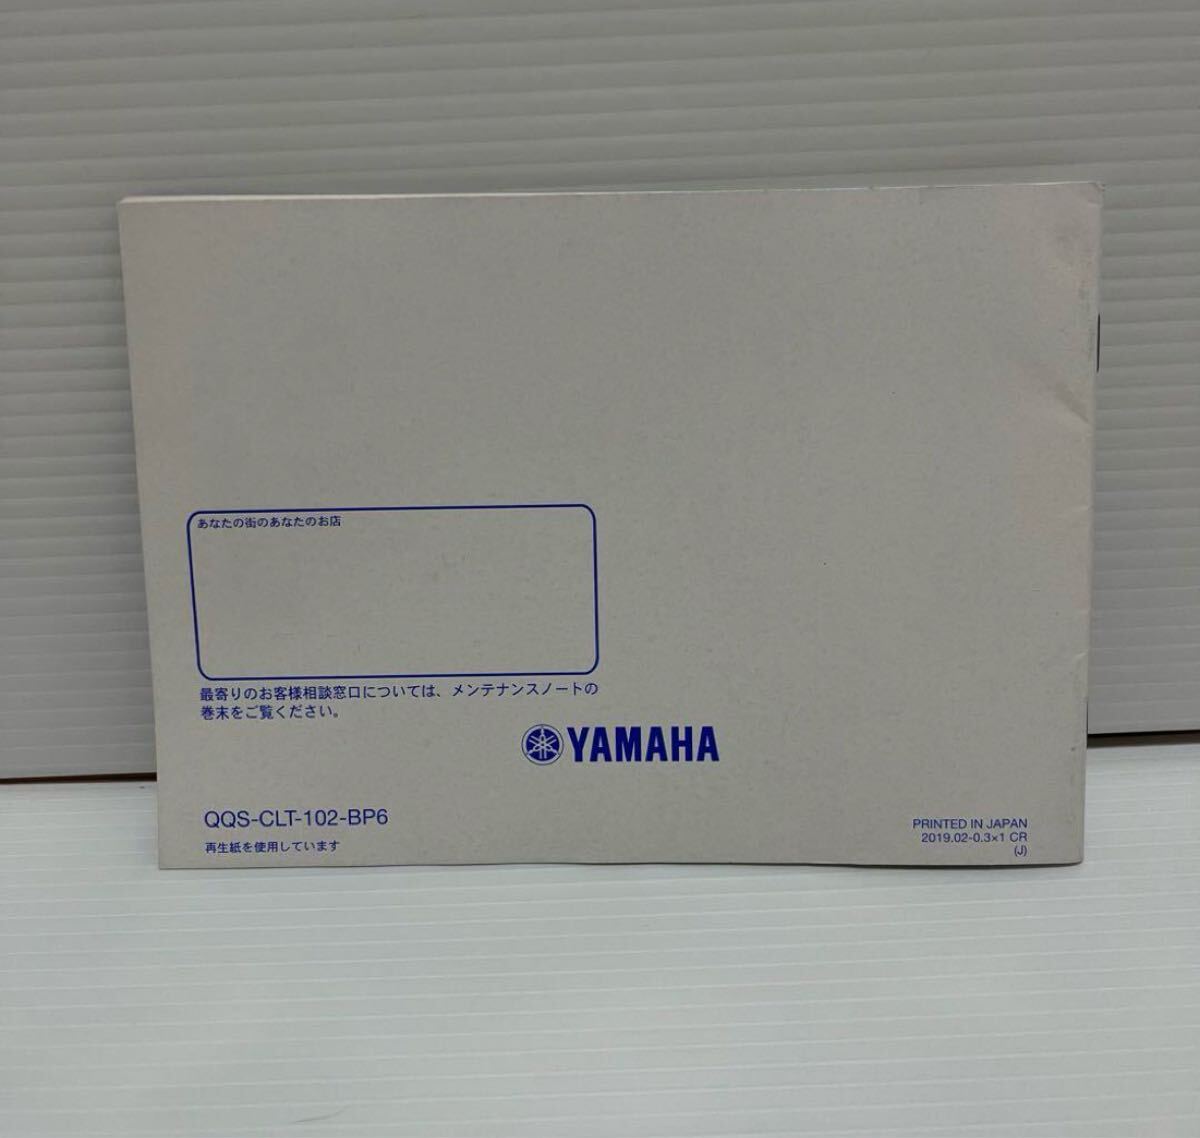 あなたの街のあなたのお店
最寄りのお客様相談窓口については、メンテナンスノートの
巻末をご覧ください。
YAMAHA
QQS-CLT-102-BP6
再生紙を使用しています
PRINTED IN JAPAN
2019.02-0.3×1 CR
(J)